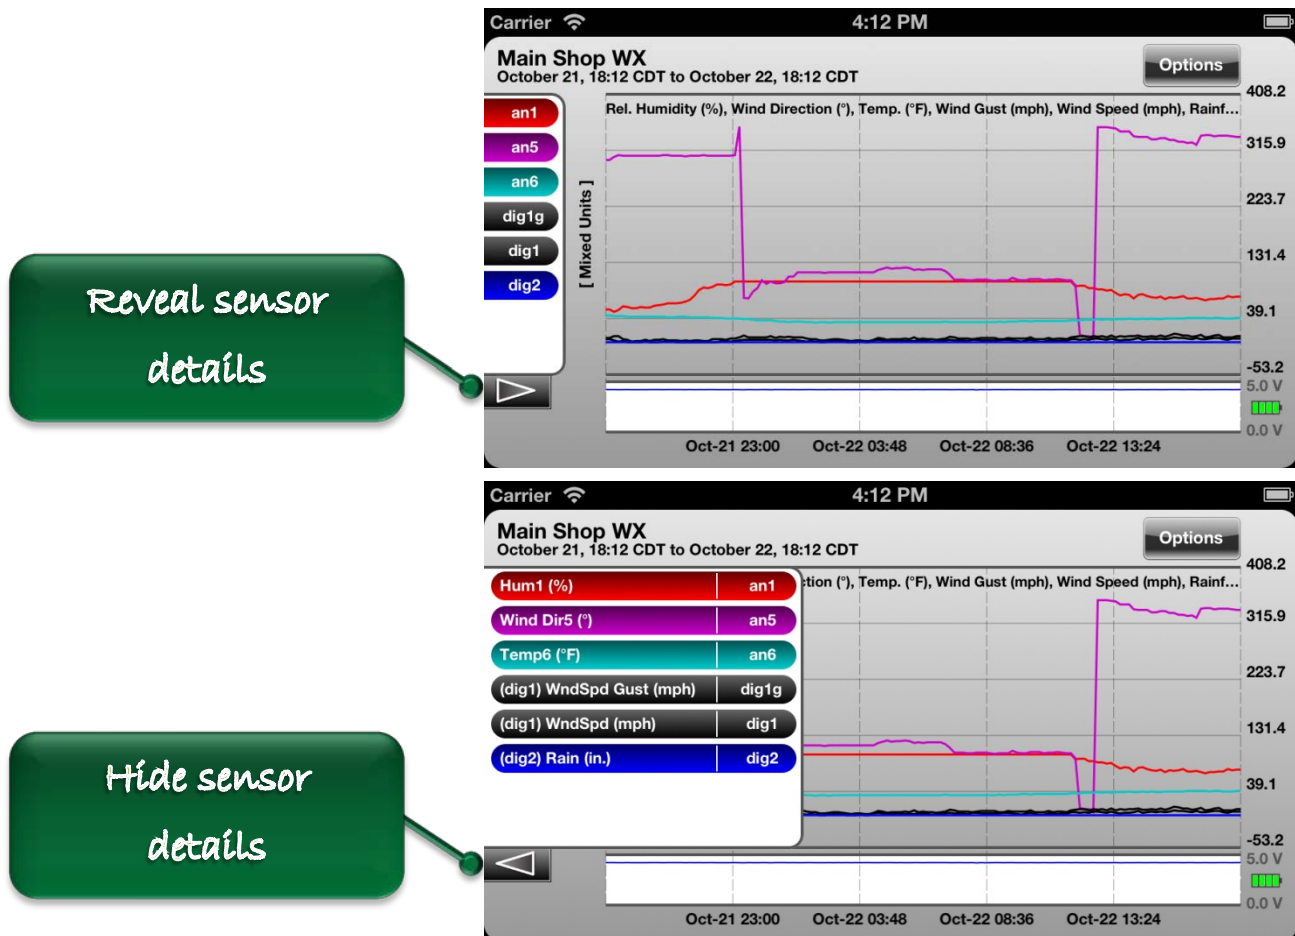 Carrier 4:12 PM
Main Shop WX
Options
October 21, 18:12 CDT to October 22, 18:12 CDT
408.2
Rel. Humidity (%), Wind Direction (°), Temp. (°F), Wind Gust (mph), Wind Speed (mph), Rainf...
an1
an5
an6
dig1g
dig1
dig2
[ Mixed Units ]
315.9
223.7
131.4
39.1
-53.2
5.0 V
0.0 V
Oct-21 23:00 Oct-22 03:48 Oct-22 08:36 Oct-22 13:24
Reveal sensor
details
Carrier 4:12 PM
Main Shop WX
Options
October 21, 18:12 CDT to October 22, 18:12 CDT
408.2
ction (°), Temp. (°F), Wind Gust (mph), Wind Speed (mph), Rainf...
Hum1 (%) an1
Wind Dir5 (°) an5
Temp6 (°F) an6
(dig1) WndSpd Gust (mph) dig1g
(dig1) WndSpd (mph) dig1
(dig2) Rain (in.) dig2
315.9
223.7
131.4
39.1
-53.2
5.0 V
0.0 V
Oct-21 23:00 Oct-22 03:48 Oct-22 08:36 Oct-22 13:24
Hide sensor
details